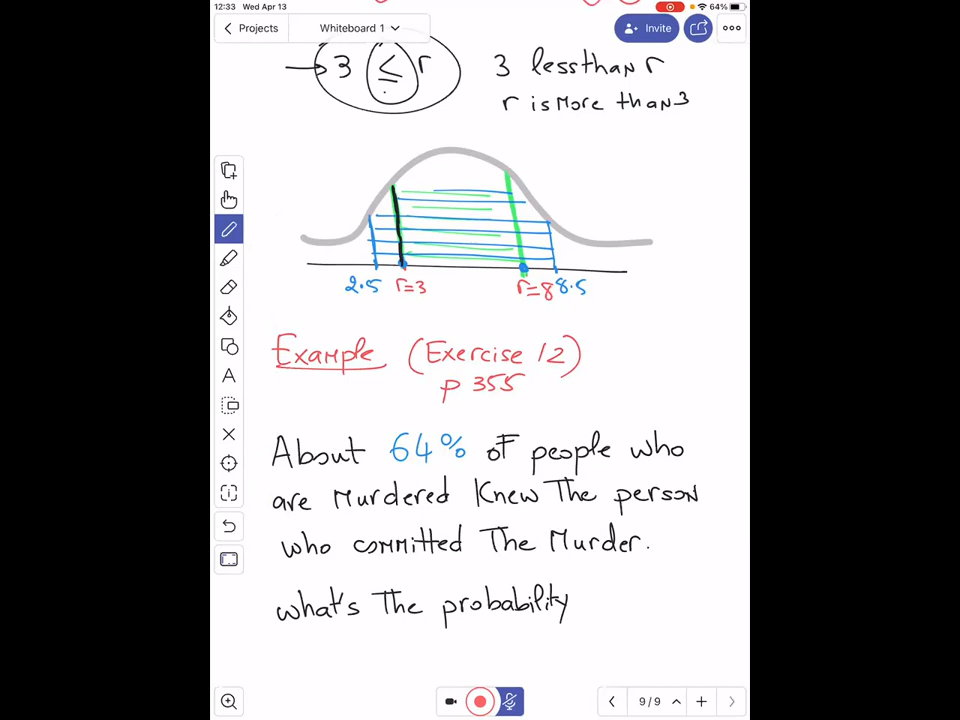 12:33 Wed Apr 13
64%
Projects
Whiteboard 1
Invite
3 ≤ r
3 less than r
r is more than 3
2.5 r=3 r=8 8.5
Example (Exercise 12)
p 355
About 64% of people who
are Murdered Knew The person
who committed The Murder.
what's The probability
A
9/9